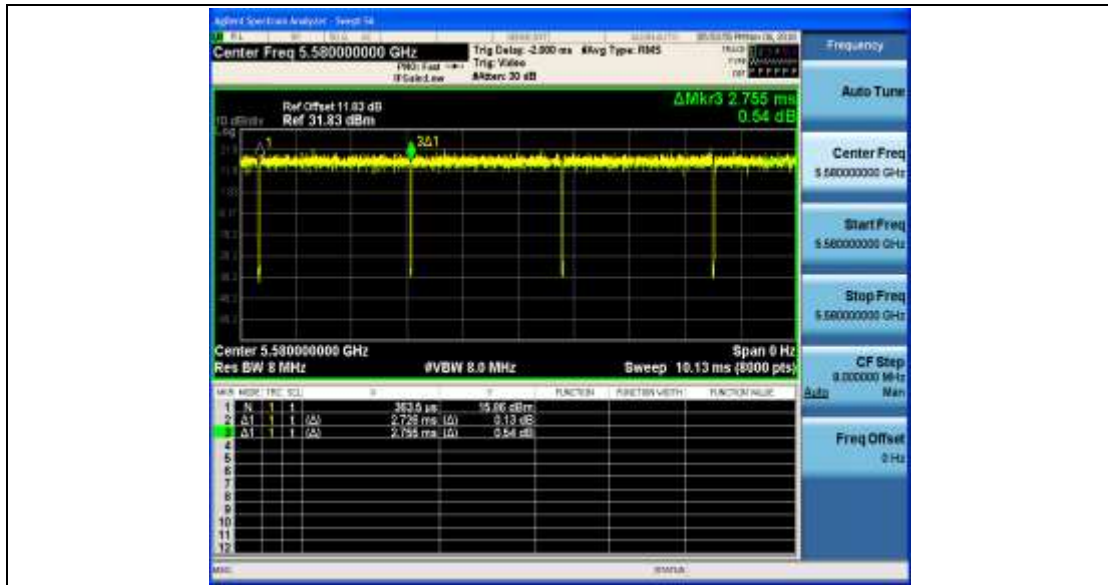 Agilent Spectrum Analyzer - Swept SA
Center Freq 5.580000000 GHz
Trig Delay: -2.000 ms #Avg Type: RMS
PNO: Fast
Trig: Video
IFGain:Low
#Atten: 30 dB
Frequency
Auto Tune
ΔMkr3 2.755 ms
0.54 dB
Ref Offset 11.83 dB
10 dB/div Ref 31.83 dBm
Log
1
3Δ1
Center Freq
5.580000000 GHz
Start Freq
5.580000000 GHz
Stop Freq
5.580000000 GHz
Center 5.580000000 GHz
Span 0 Hz
Res BW 8 MHz
#VBW 8.0 MHz
Sweep 10.13 ms (8000 pts)
CF Step
8.000000 MHz
Auto Man
MKR MODE TRC SCL X Y FUNCTION FUNCTION WIDTH FUNCTION VALUE
1 N 1 t 363.5 µs 15.86 dBm
2 Δ1 1 t (Δ) 2.726 ms (Δ) 0.13 dB
3 Δ1 1 t (Δ) 2.755 ms (Δ) 0.54 dB
4
5
6
7
8
9
10
11
12
Freq Offset
0 Hz
MSG
STATUS